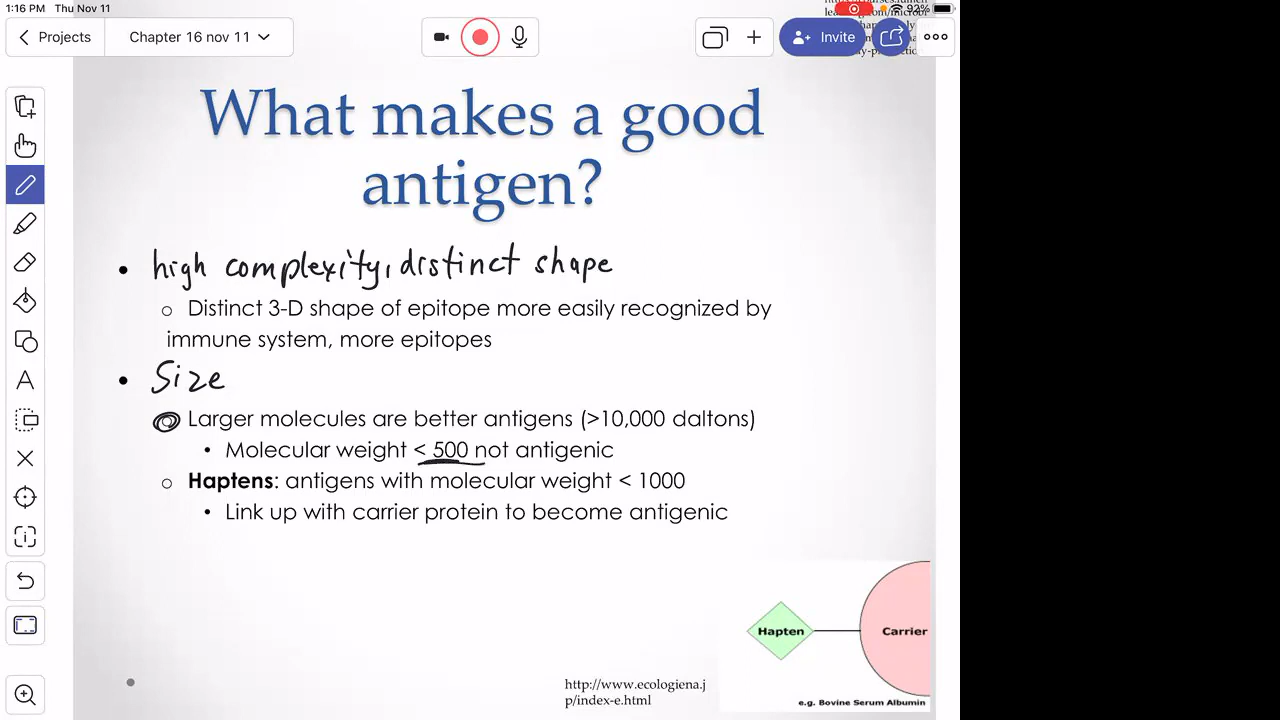 1:16 PM Thu Nov 11
92%
Projects
Chapter 16 nov 11
Invite
What makes a good
antigen?
• high complexity, distinct shape
○ Distinct 3-D shape of epitope more easily recognized by
immune system, more epitopes
• Size
Larger molecules are better antigens (>10,000 daltons)
• Molecular weight < 500 not antigenic
○ Haptens: antigens with molecular weight < 1000
• Link up with carrier protein to become antigenic
Hapten
Carrier
http://www.ecologiena.j
p/index-e.html
e.g. Bovine Serum Albumin